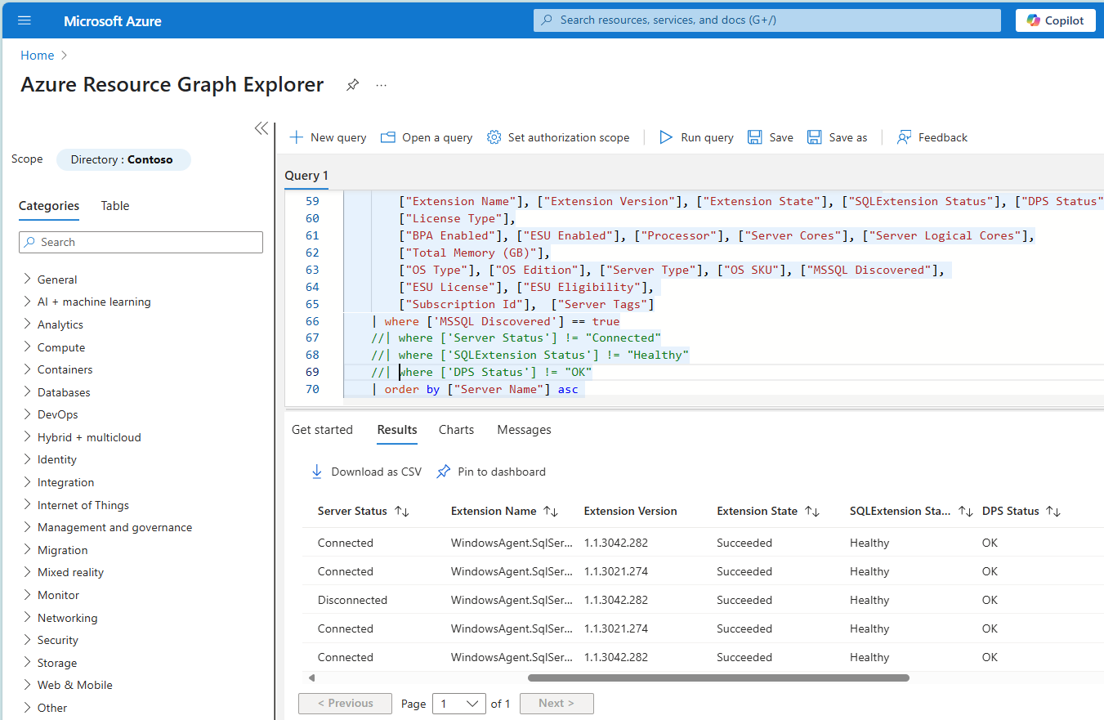 Microsoft Azure
Search resources, services, and docs (G+/)
Copilot
Home
Azure Resource Graph Explorer
...
Scope
Directory : Contoso
Categories
Table
Search
General
AI + machine learning
Analytics
Compute
Containers
Databases
DevOps
Hybrid + multicloud
Identity
Integration
Internet of Things
Management and governance
Migration
Mixed reality
Monitor
Networking
Security
Storage
Web & Mobile
Other
New query
Open a query
Set authorization scope
Run query
Save
Save as
Feedback
Query 1
59 ["Extension Name"], ["Extension Version"], ["Extension State"], ["SQLExtension Status"], ["DPS Status"
60 ["License Type"],
61 ["BPA Enabled"], ["ESU Enabled"], ["Processor"], ["Server Cores"], ["Server Logical Cores"],
62 ["Total Memory (GB)"],
63 ["OS Type"], ["OS Edition"], ["Server Type"], ["OS SKU"], ["MSSQL Discovered"],
64 ["ESU License"], ["ESU Eligibility"],
65 ["Subscription Id"], ["Server Tags"]
66 | where ['MSSQL Discovered'] == true
67 //| where ['Server Status'] != "Connected"
68 //| where ['SQLExtension Status'] != "Healthy"
69 //| where ['DPS Status'] != "OK"
70 | order by ["Server Name"] asc
Get started
Results
Charts
Messages
Download as CSV
Pin to dashboard
Server Status Extension Name Extension Version Extension State SQLExtension Sta... DPS Status
Connected WindowsAgent.SqlSer... 1.1.3042.282 Succeeded Healthy OK
Connected WindowsAgent.SqlSer... 1.1.3021.274 Succeeded Healthy OK
Disconnected WindowsAgent.SqlSer... 1.1.3042.282 Succeeded Healthy OK
Connected WindowsAgent.SqlSer... 1.1.3021.274 Succeeded Healthy OK
Connected WindowsAgent.SqlSer... 1.1.3042.282 Succeeded Healthy OK
< Previous
Page 1 of 1
Next >